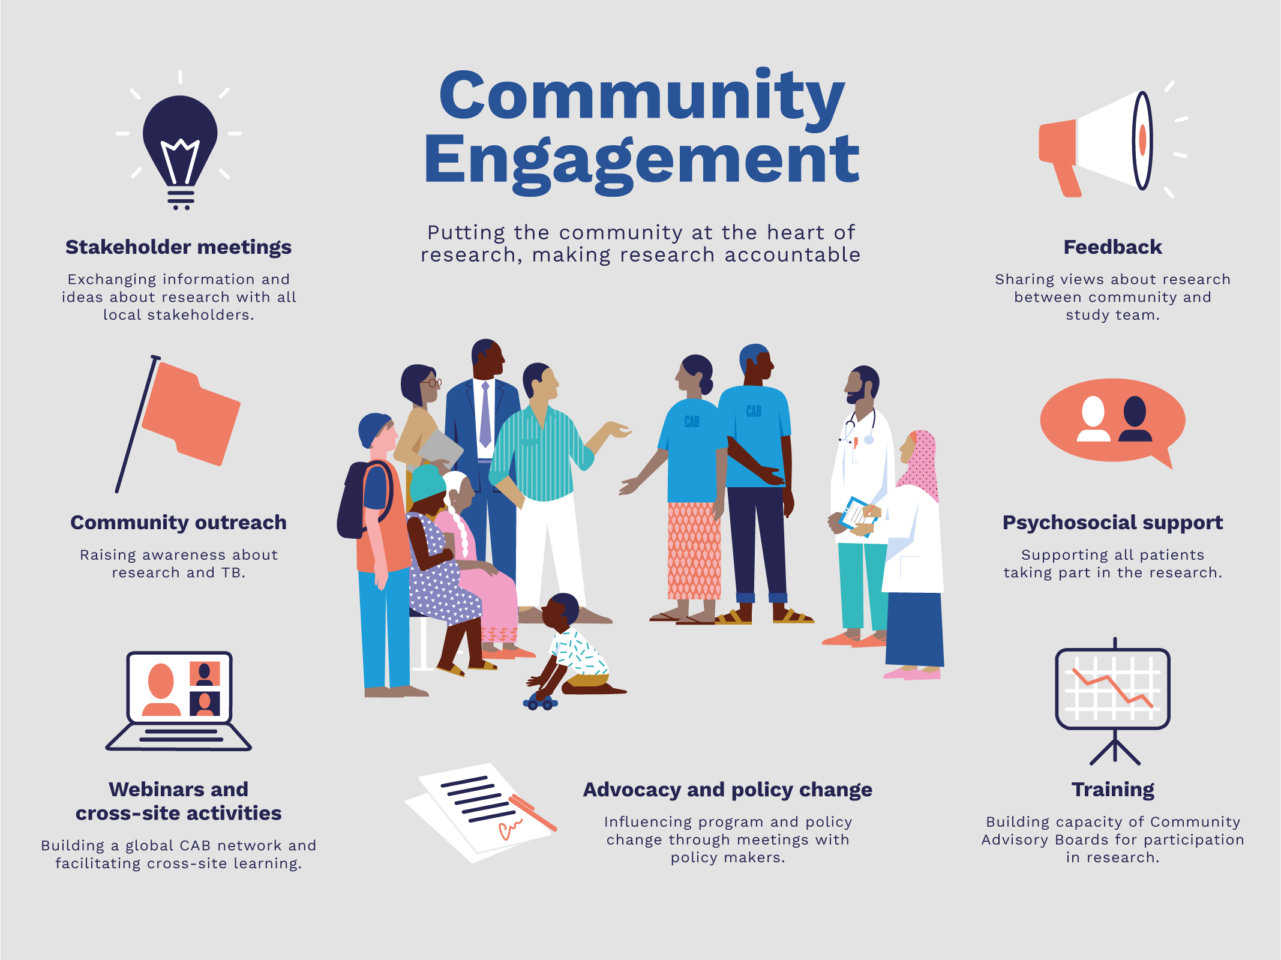 Community
Engagement
Putting the community at the heart of
research, making research accountable
Stakeholder meetings
Exchanging information and
ideas about research with all
local stakeholders.
Community outreach
Raising awareness about
research and TB.
Webinars and
cross-site activities
Building a global CAB network and
facilitating cross-site learning.
CAB
CAB
Advocacy and policy change
Influencing program and policy
change through meetings with
policy makers.
Feedback
Sharing views about research
between community and
study team.
Psychosocial support
Supporting all patients
taking part in the research.
Training
Building capacity of Community
Advisory Boards for participation
in research.